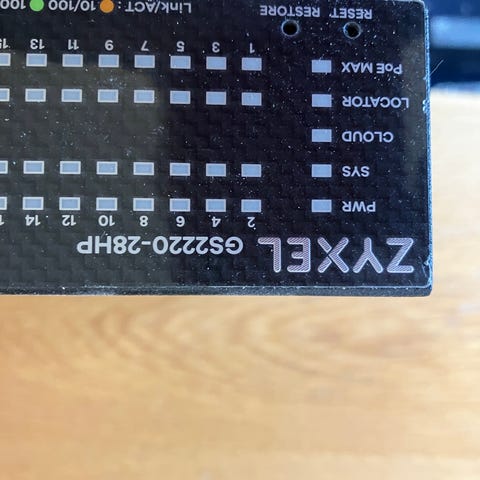 ZYXEL GS2220-28HP
PWR 2 4 6 8 10 12 14
SYS
CLOUD
LOCATOR
PoE MAX 1 3 5 7 9 11 13
RESET RESTORE Link/ACT: 10/100